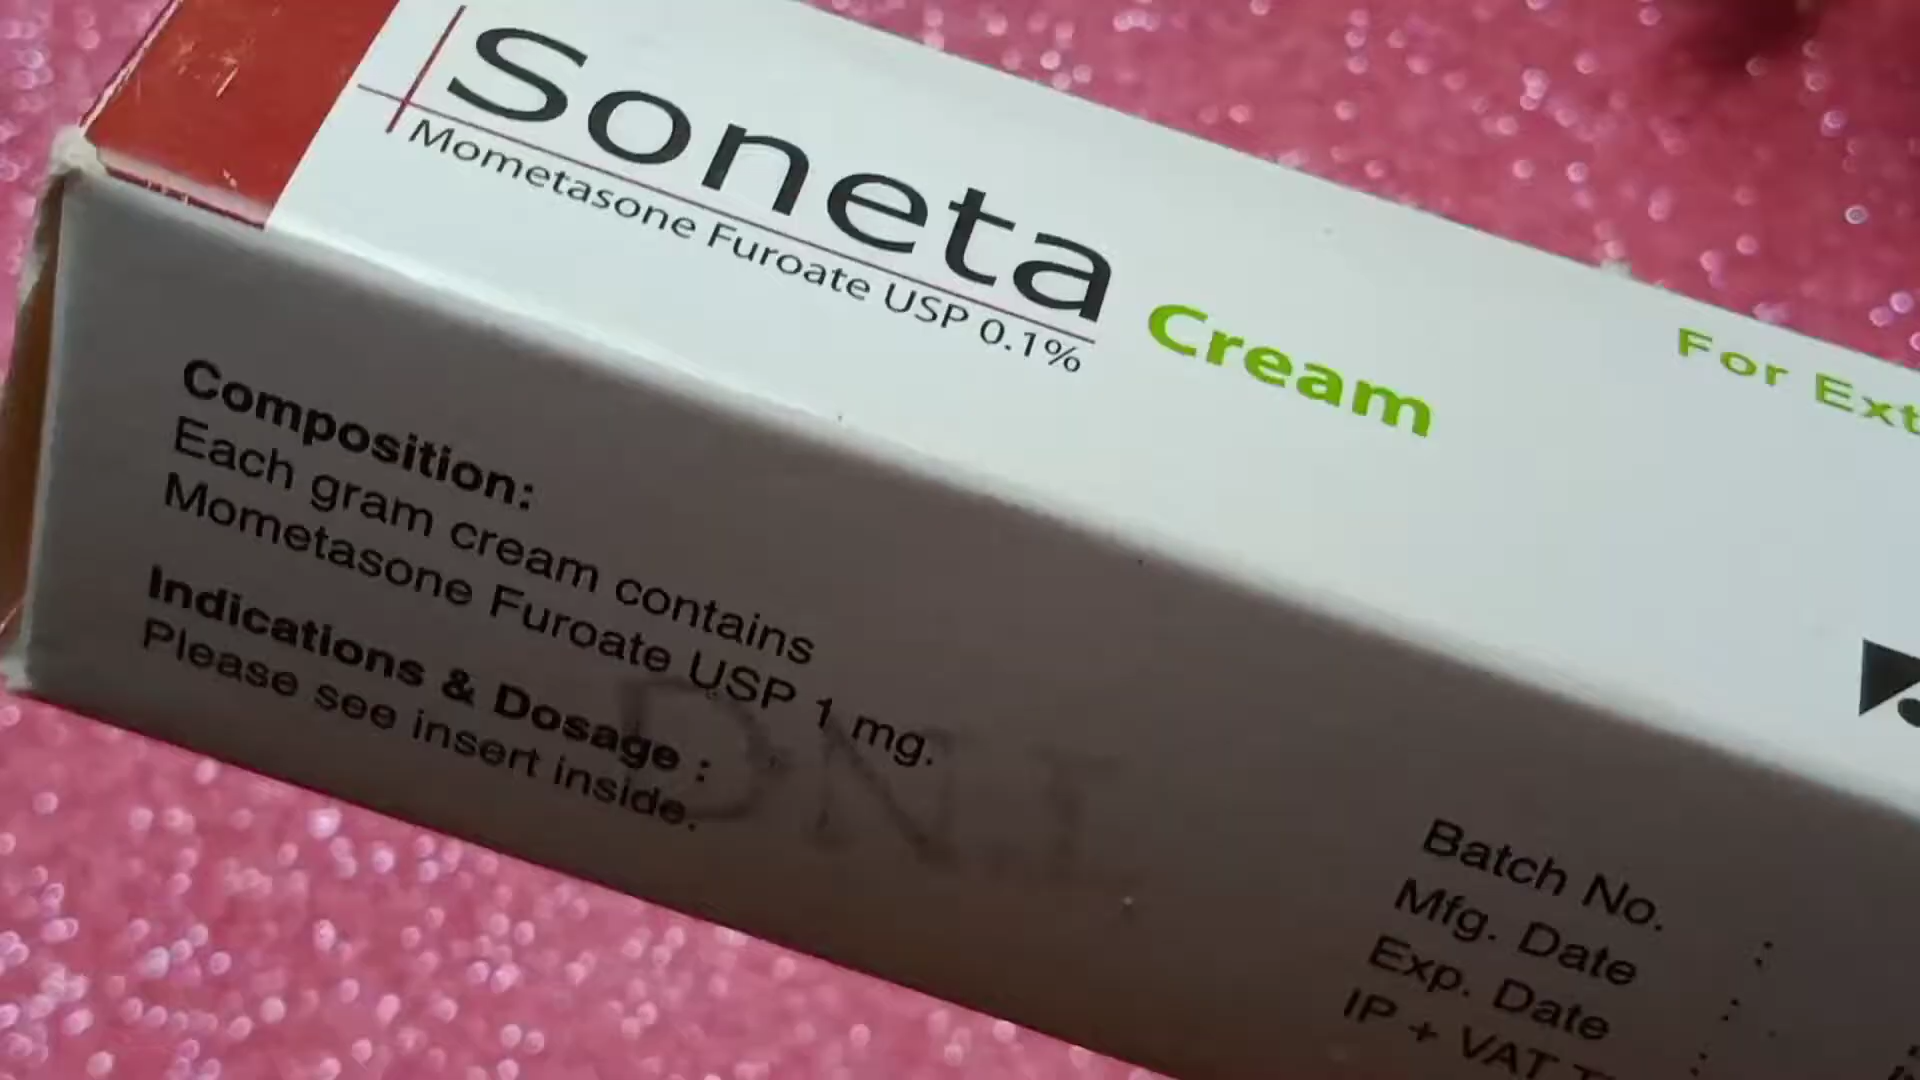 Soneta
Mometasone Furoate USP 0.1%
Cream
For Ext
Composition:
Each gram cream contains
Mometasone Furoate USP 1 mg.
Indications & Dosage :
Please see insert inside.
Batch No. :
Mfg. Date :
Exp. Date :
IP + VAT